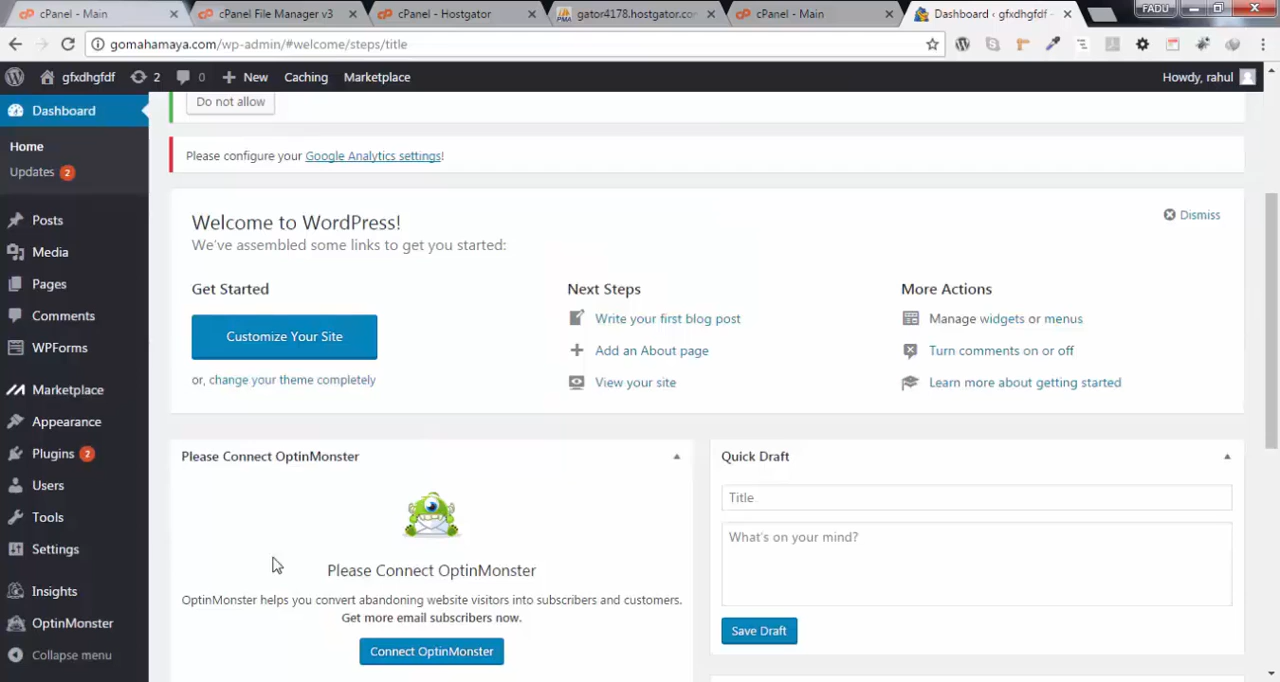 cPanel - Main
cPanel File Manager v3
cPanel - Hostgator
gator4178.hostgator.co
cPanel - Main
Dashboard ‹ gfxdhgfdf -
FADU
gomahamaya.com/wp-admin/#welcome/steps/title
gfxdhgfdf
2
0
New
Caching
Marketplace
Howdy, rahul
Dashboard
Home
Updates 2
Posts
Media
Pages
Comments
WPForms
Marketplace
Appearance
Plugins 2
Users
Tools
Settings
Insights
OptinMonster
Collapse menu
Do not allow
Please configure your Google Analytics settings!
Welcome to WordPress!
We've assembled some links to get you started:
Dismiss
Get Started
Customize Your Site
or, change your theme completely
Next Steps
Write your first blog post
Add an About page
View your site
More Actions
Manage widgets or menus
Turn comments on or off
Learn more about getting started
Please Connect OptinMonster
Please Connect OptinMonster
OptinMonster helps you convert abandoning website visitors into subscribers and customers.
Get more email subscribers now.
Connect OptinMonster
Quick Draft
Title
What's on your mind?
Save Draft